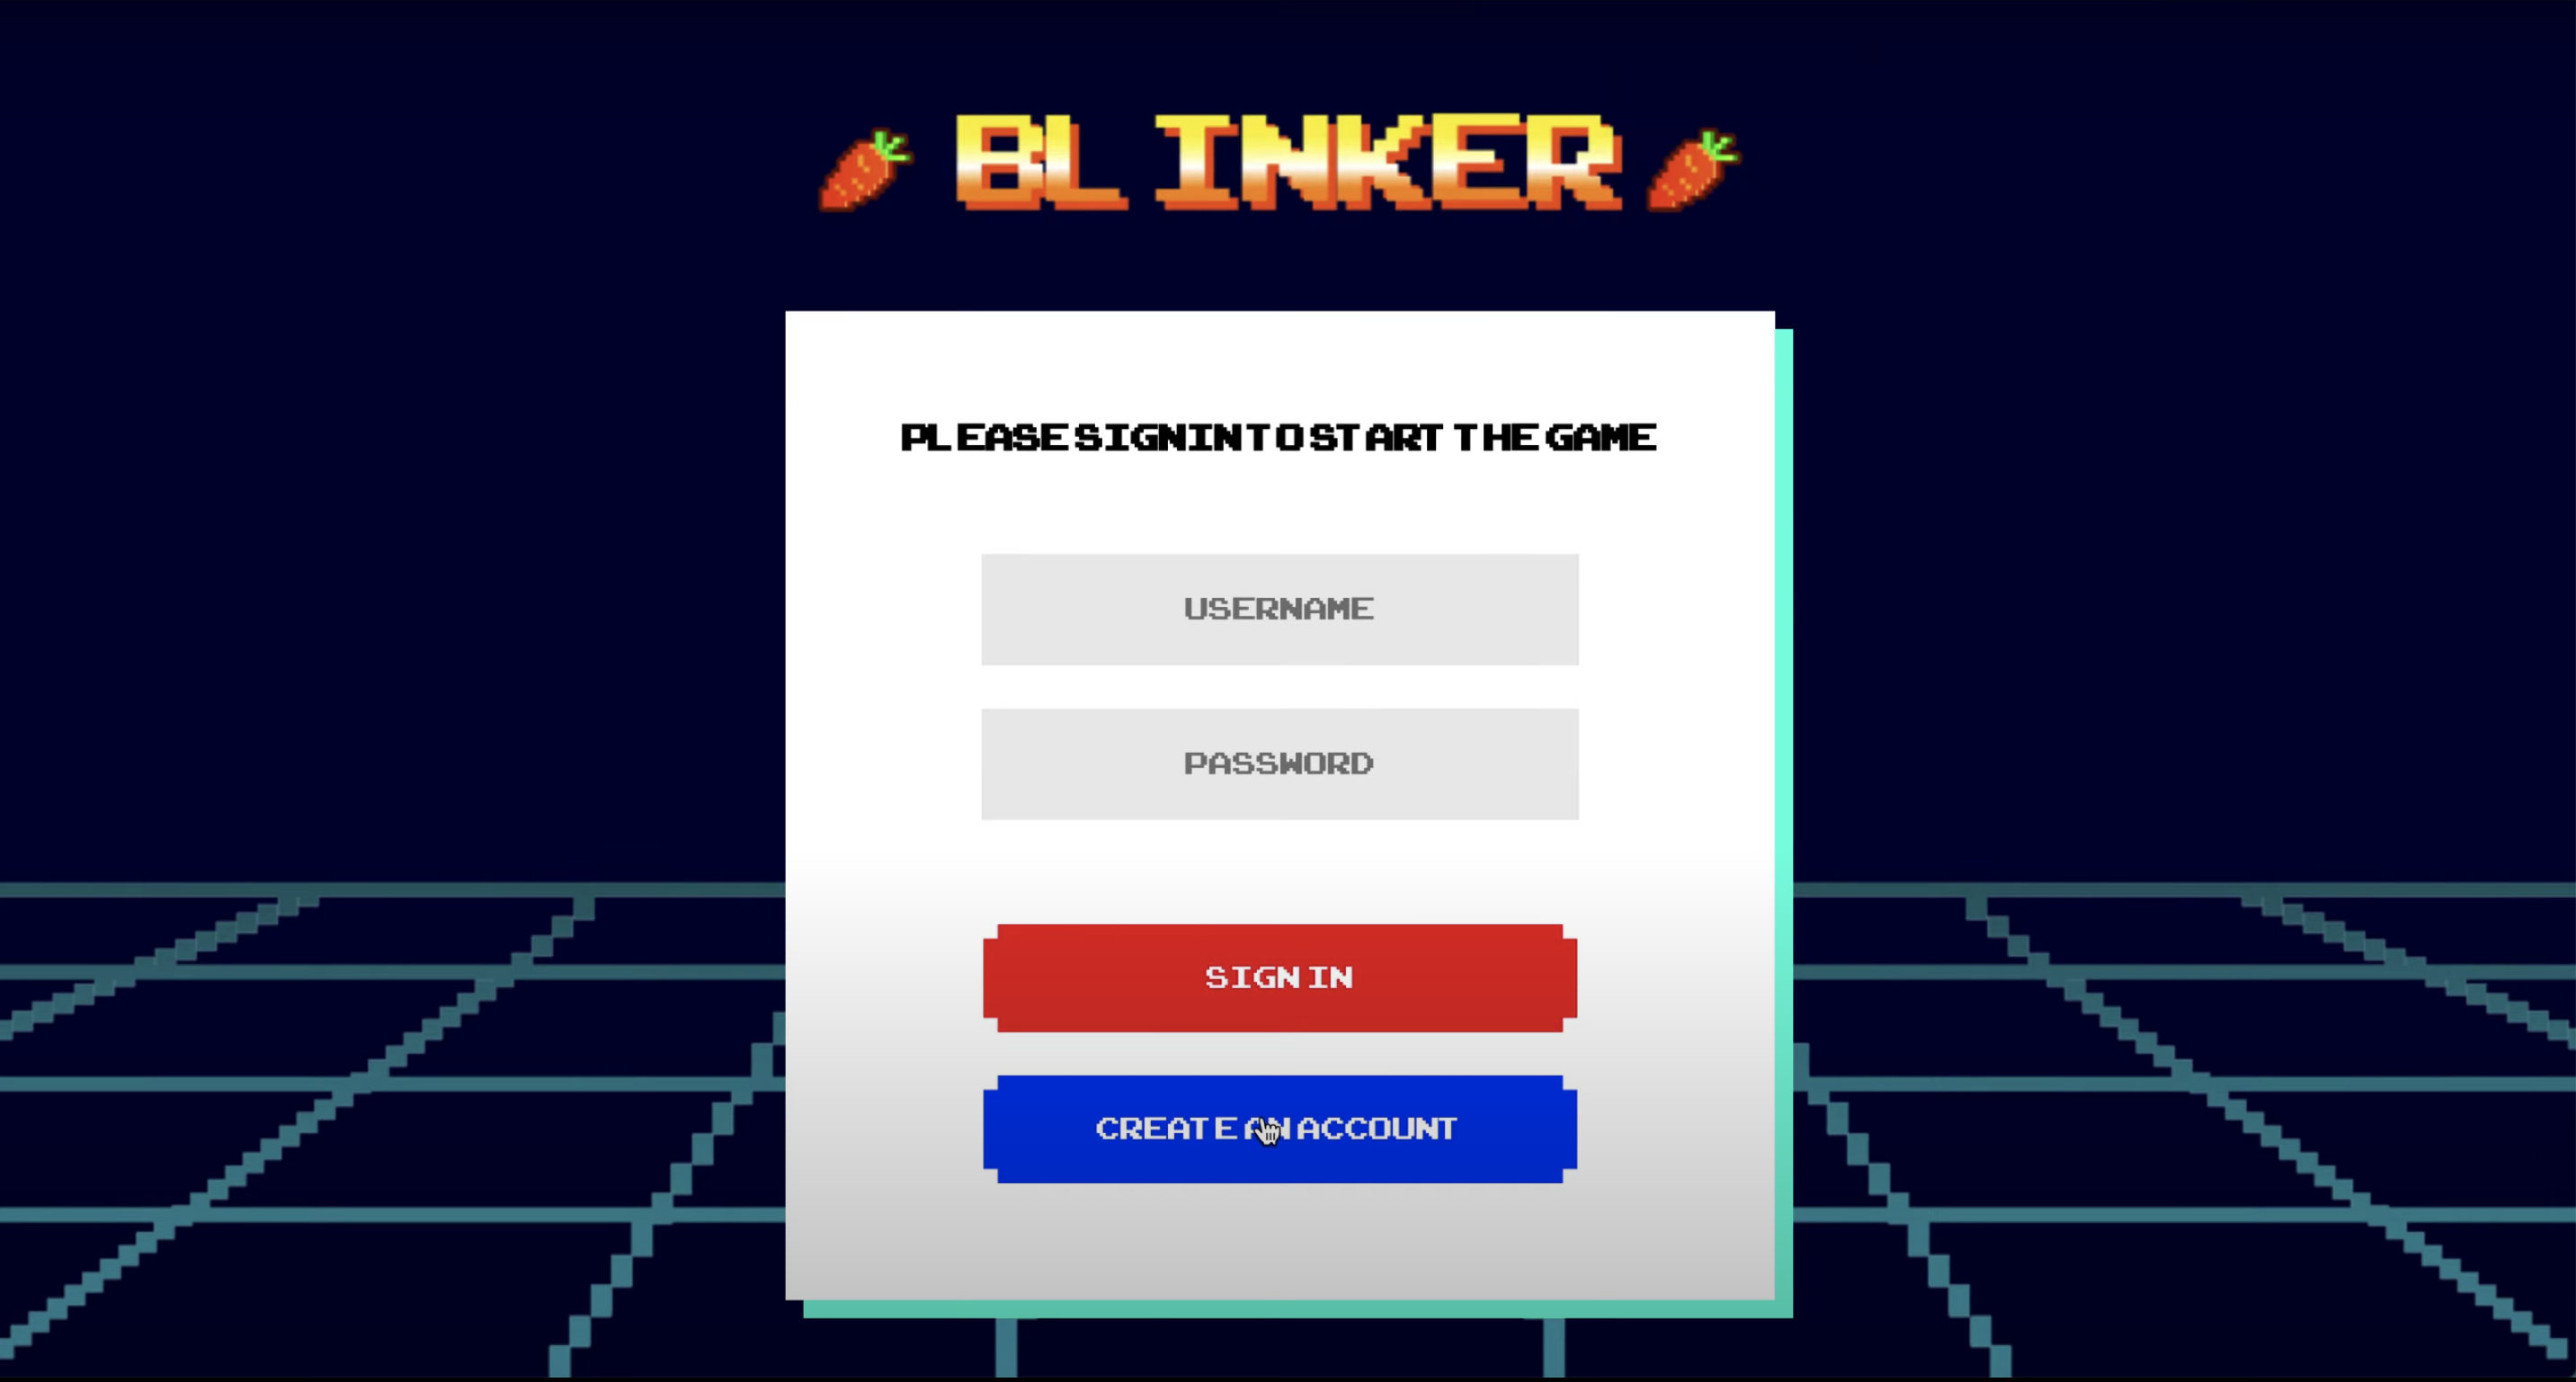 BLINKER
PLEASE SIGN IN TO START THE GAME
USERNAME
PASSWORD
SIGN IN
CREATE AN ACCOUNT